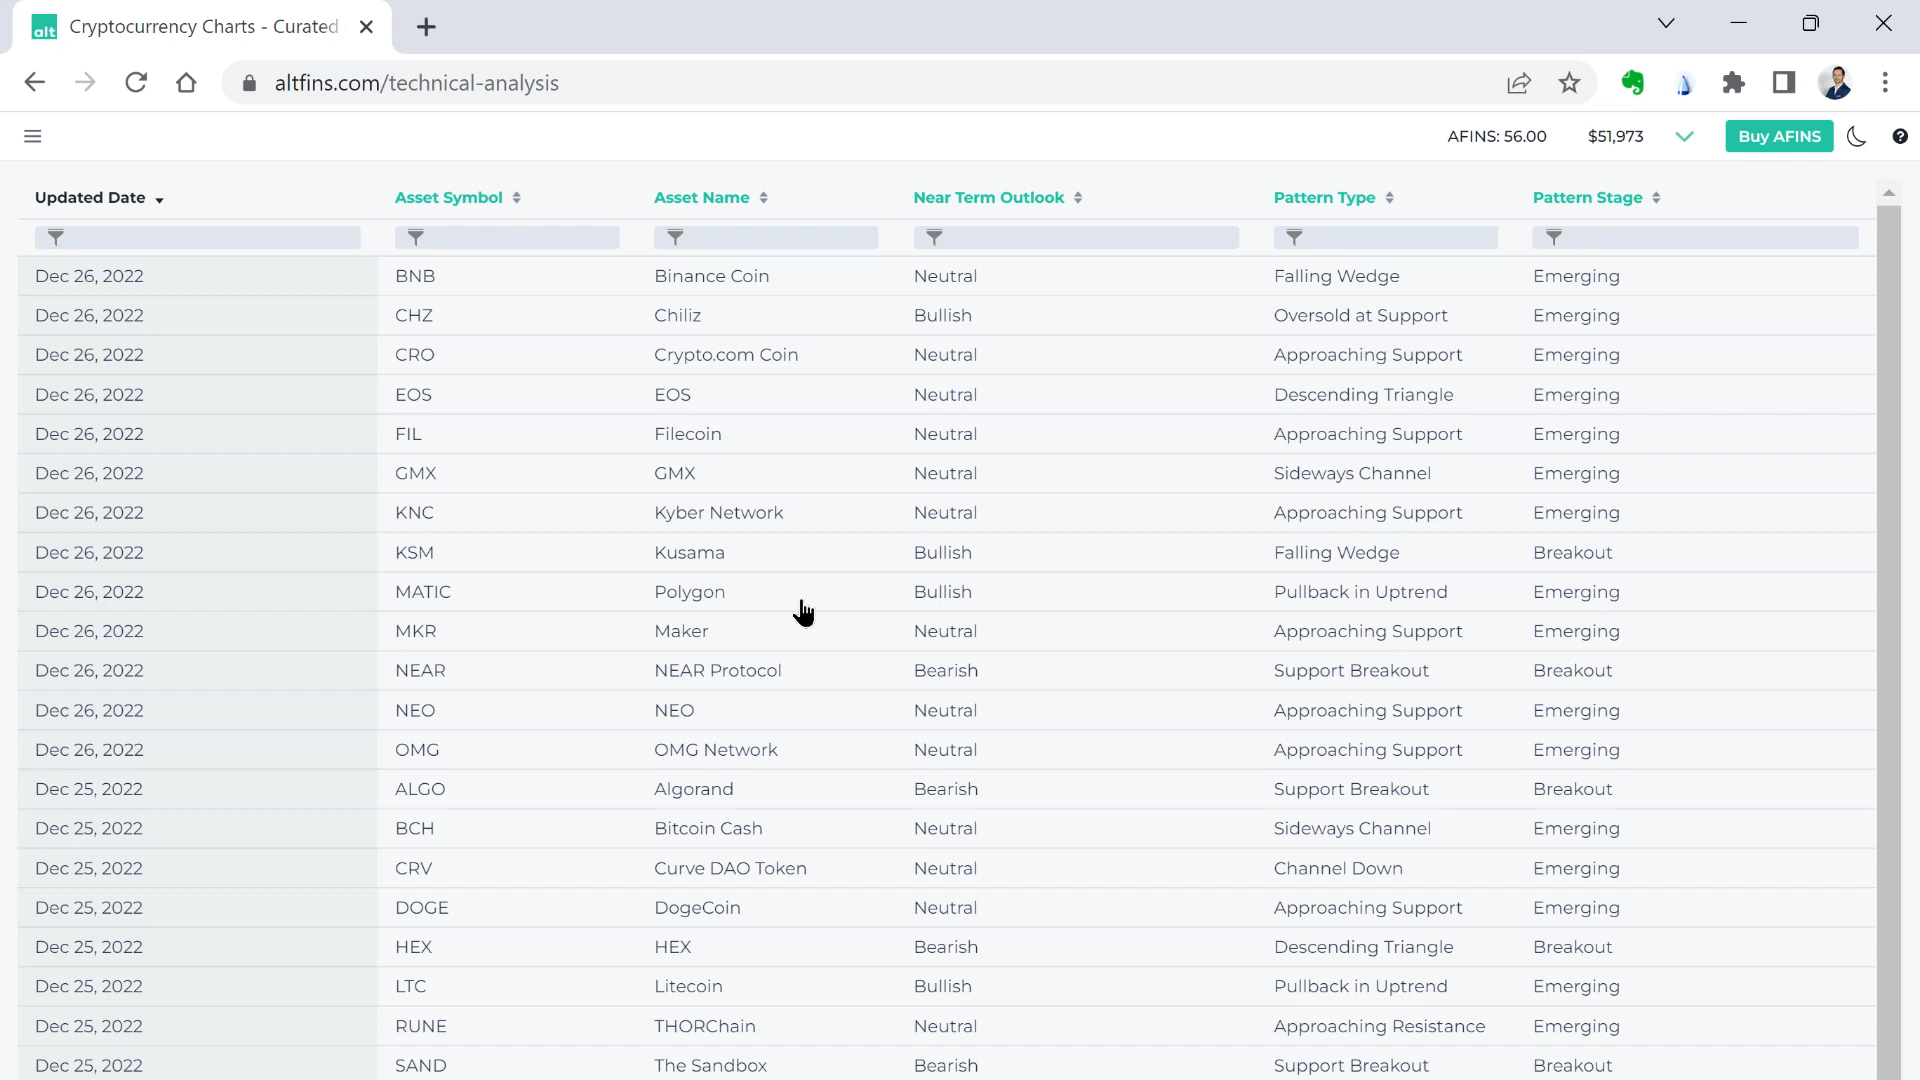 alt Cryptocurrency Charts - Curated
altfins.com/technical-analysis
AFINS: 56.00 $51,973 Buy AFINS ?
Updated Date Asset Symbol Asset Name Near Term Outlook Pattern Type Pattern Stage
Dec 26, 2022 BNB Binance Coin Neutral Falling Wedge Emerging
Dec 26, 2022 CHZ Chiliz Bullish Oversold at Support Emerging
Dec 26, 2022 CRO Crypto.com Coin Neutral Approaching Support Emerging
Dec 26, 2022 EOS EOS Neutral Descending Triangle Emerging
Dec 26, 2022 FIL Filecoin Neutral Approaching Support Emerging
Dec 26, 2022 GMX GMX Neutral Sideways Channel Emerging
Dec 26, 2022 KNC Kyber Network Neutral Approaching Support Emerging
Dec 26, 2022 KSM Kusama Bullish Falling Wedge Breakout
Dec 26, 2022 MATIC Polygon Bullish Pullback in Uptrend Emerging
Dec 26, 2022 MKR Maker Neutral Approaching Support Emerging
Dec 26, 2022 NEAR NEAR Protocol Bearish Support Breakout Breakout
Dec 26, 2022 NEO NEO Neutral Approaching Support Emerging
Dec 26, 2022 OMG OMG Network Neutral Approaching Support Emerging
Dec 25, 2022 ALGO Algorand Bearish Support Breakout Breakout
Dec 25, 2022 BCH Bitcoin Cash Neutral Sideways Channel Emerging
Dec 25, 2022 CRV Curve DAO Token Neutral Channel Down Emerging
Dec 25, 2022 DOGE DogeCoin Neutral Approaching Support Emerging
Dec 25, 2022 HEX HEX Bearish Descending Triangle Breakout
Dec 25, 2022 LTC Litecoin Bullish Pullback in Uptrend Emerging
Dec 25, 2022 RUNE THORChain Neutral Approaching Resistance Emerging
Dec 25, 2022 SAND The Sandbox Bearish Support Breakout Breakout